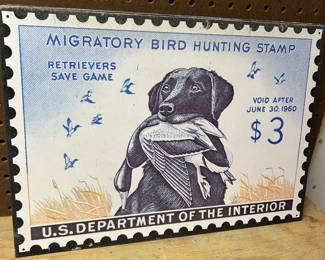 MIGRATORY BIRD HUNTING STAMP
RETRIEVERS
SAVE GAME
VOID AFTER
JUNE 30, 1960
$3
U.S. DEPARTMENT OF THE INTERIOR